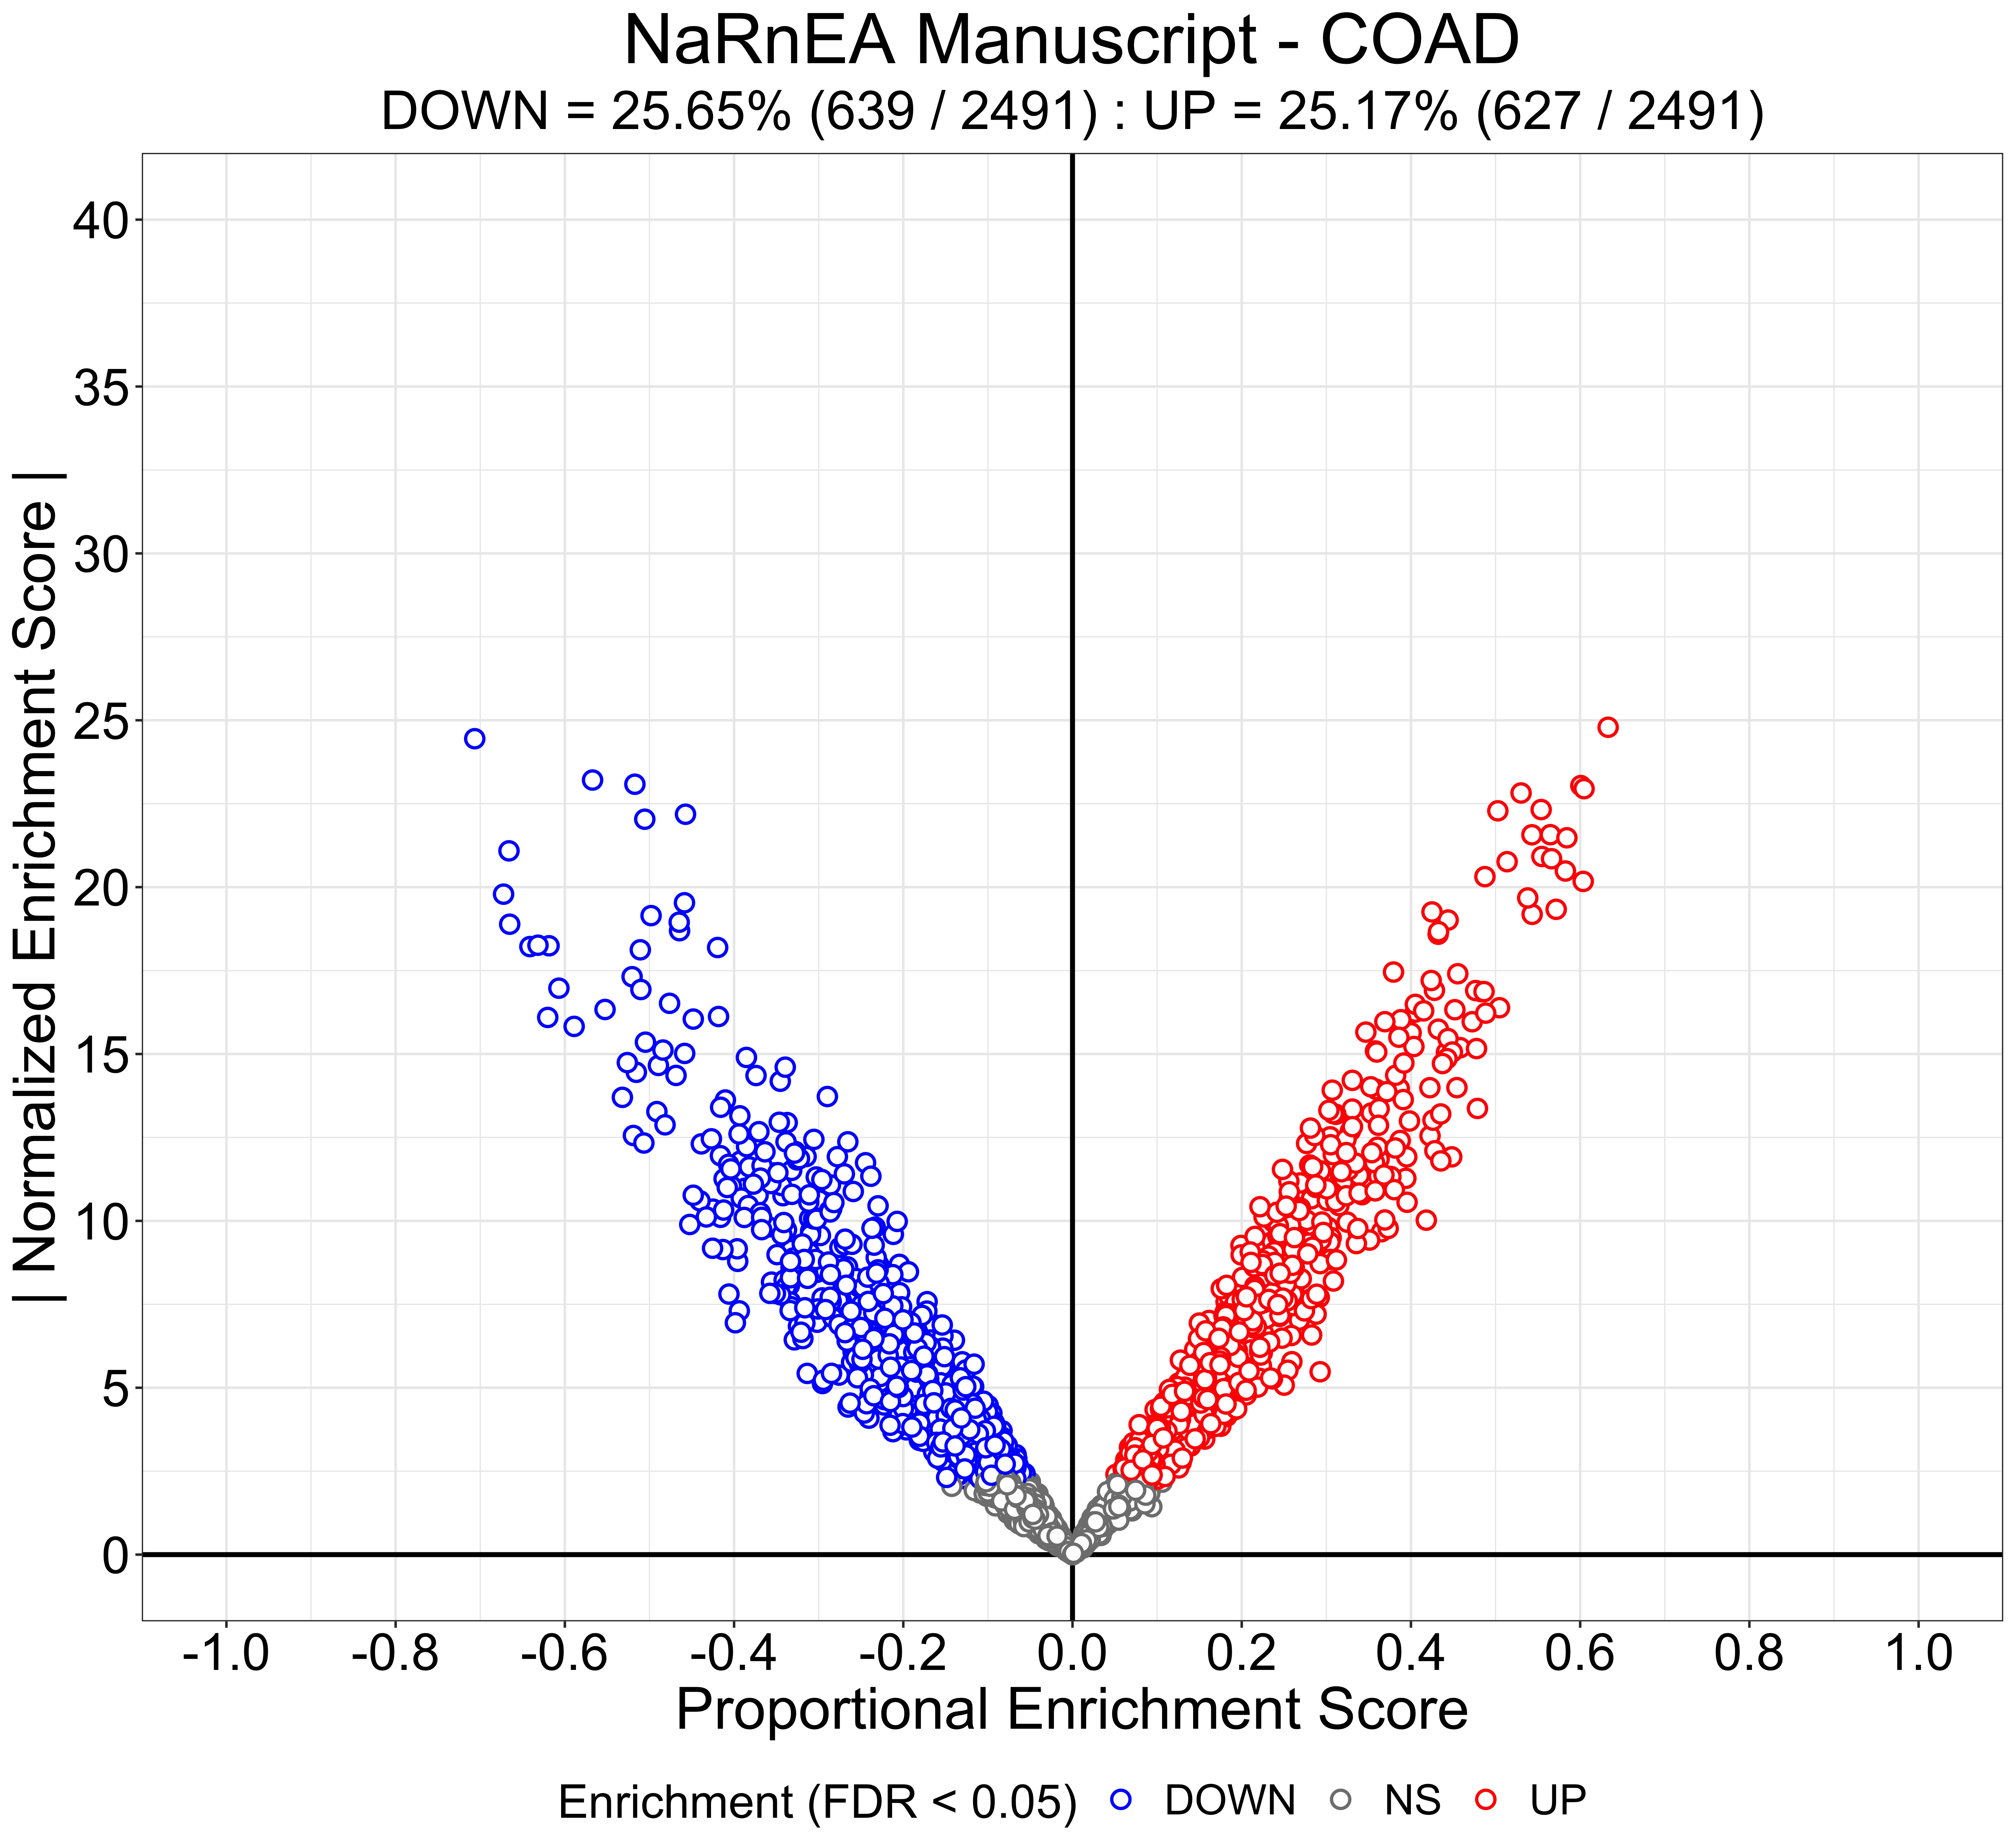 NaRnEA Manuscript - COAD
DOWN = 25.65% (639 / 2491) : UP = 25.17% (627 / 2491)
| Normalized Enrichment Score |
40
35
30
25
20
15
10
5
0
-1.0 -0.8 -0.6 -0.4 -0.2 0.0 0.2 0.4 0.6 0.8 1.0
Proportional Enrichment Score
Enrichment (FDR < 0.05) DOWN NS UP